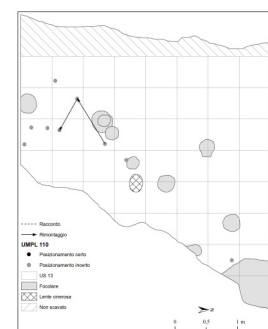 Raccordo
Rimontaggio
UMPL 110
Posizionamento certo
Posizionamento incerto
US 13
Focolare
Lente cinerosa
Non scavato
N
0 0,5 1 m